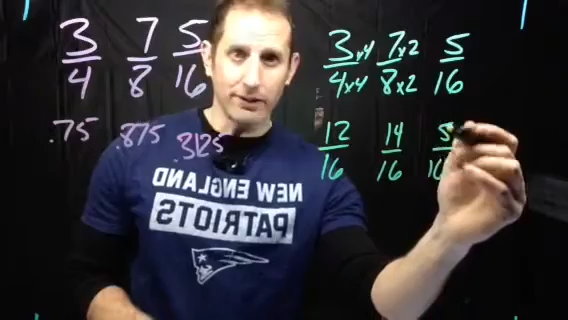 3/4 7/8 5/16
.75 .875 .3125
3×4/4×4 7×2/8×2 5/16
12/16 14/16 5/16
NEW ENGLAND
PATRIOTS